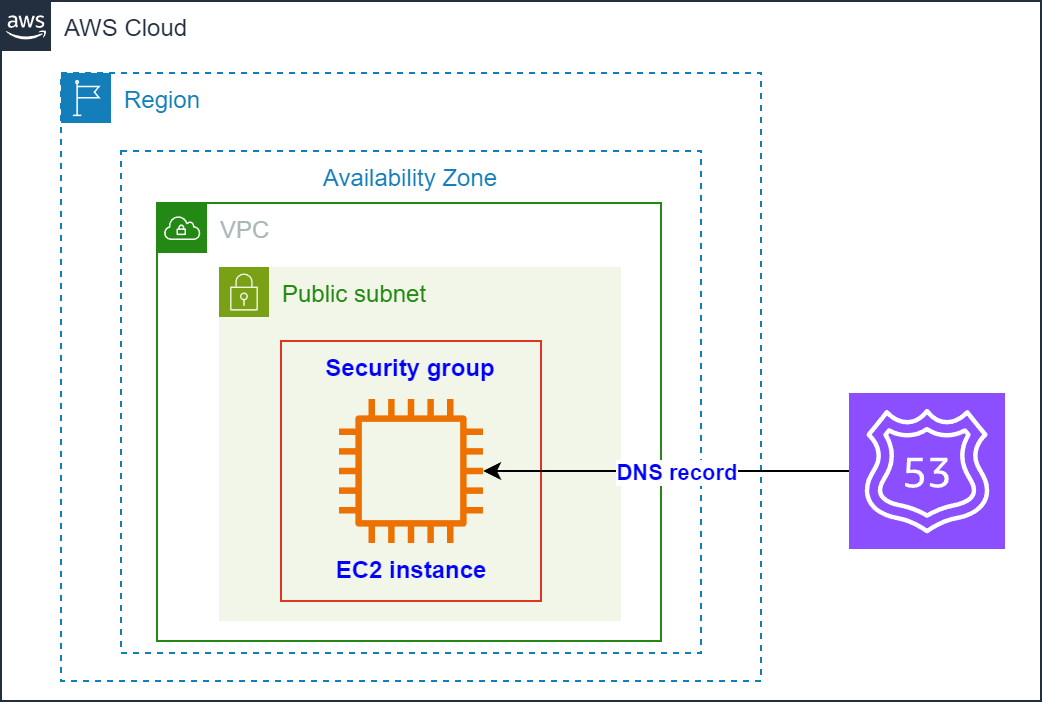 aws
AWS Cloud
Region
Availability Zone
VPC
Public subnet
Security group
DNS record
53
EC2 instance